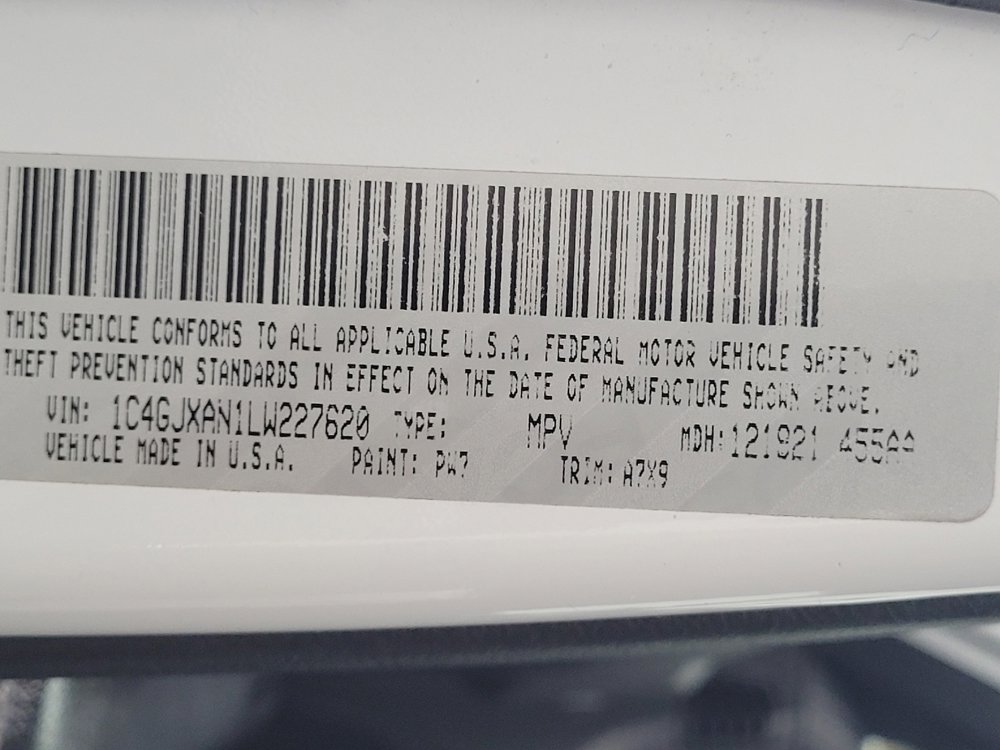 THIS VEHICLE CONFORMS TO ALL APPLICABLE U.S.A. FEDERAL MOTOR VEHICLE SAFETY AND
THEFT PREVENTION STANDARDS IN EFFECT ON THE DATE OF MANUFACTURE SHOWN ABOVE.
VIN: 1C4GJXAN1LW227620 TYPE: MPV MDH: 121921 455AA
VEHICLE MADE IN U.S.A. PAINT: PW7 TRIM: A7X9